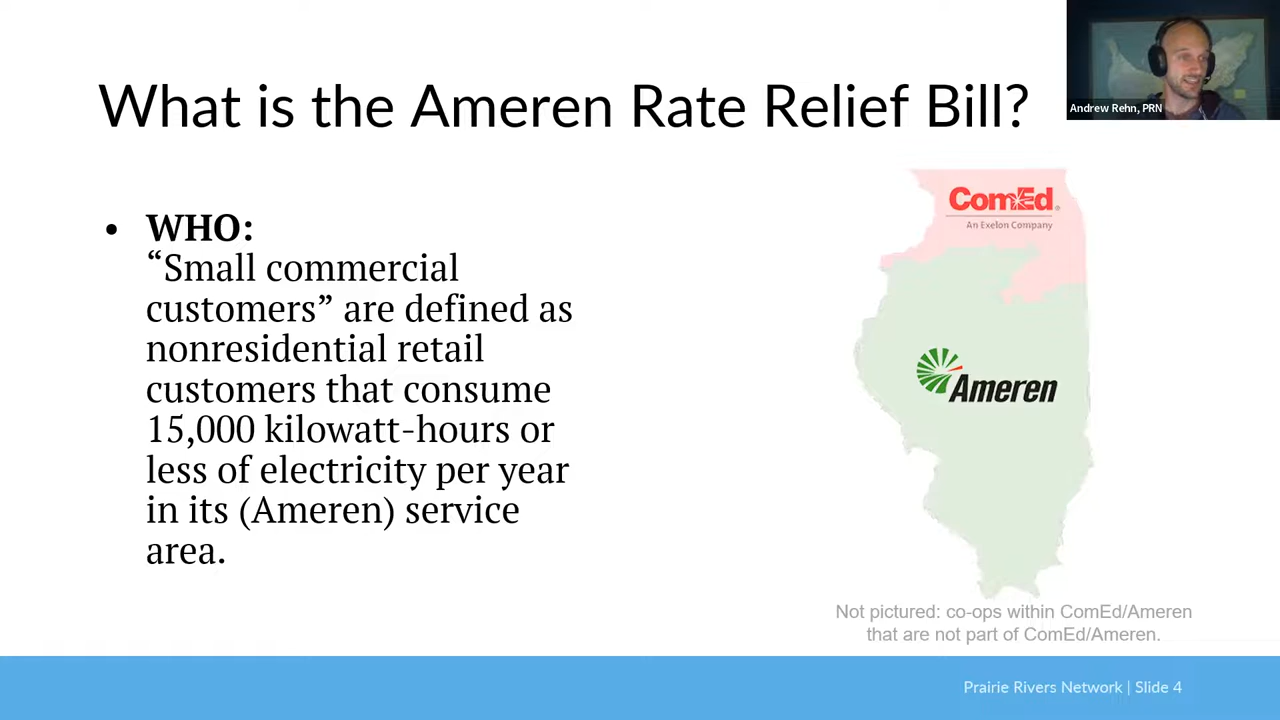 What is the Ameren Rate Relief Bill?
Andrew Rehn, PRN
• WHO:
“Small commercial
customers” are defined as
nonresidential retail
customers that consume
15,000 kilowatt-hours or
less of electricity per year
in its (Ameren) service
area.
ComEd®
An Exelon Company
Ameren
Not pictured: co-ops within ComEd/Ameren
that are not part of ComEd/Ameren.
Prairie Rivers Network | Slide 4